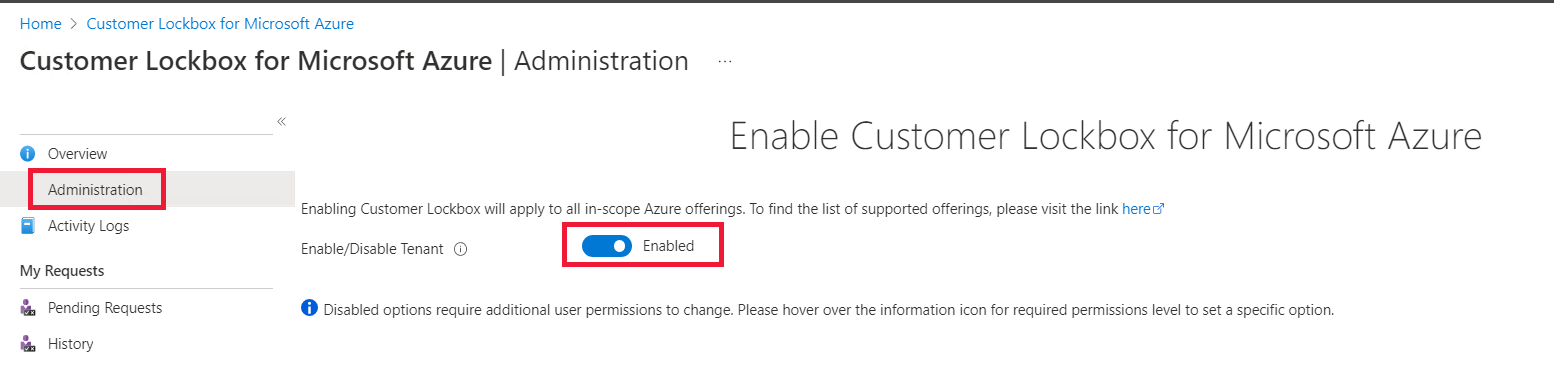 Home > Customer Lockbox for Microsoft Azure
Customer Lockbox for Microsoft Azure | Administration ...
«
Enable Customer Lockbox for Microsoft Azure
Overview
Administration
Activity Logs
My Requests
Pending Requests
History
Enabling Customer Lockbox will apply to all in-scope Azure offerings. To find the list of supported offerings, please visit the link here
Enable/Disable Tenant
Enabled
Disabled options require additional user permissions to change. Please hover over the information icon for required permissions level to set a specific option.